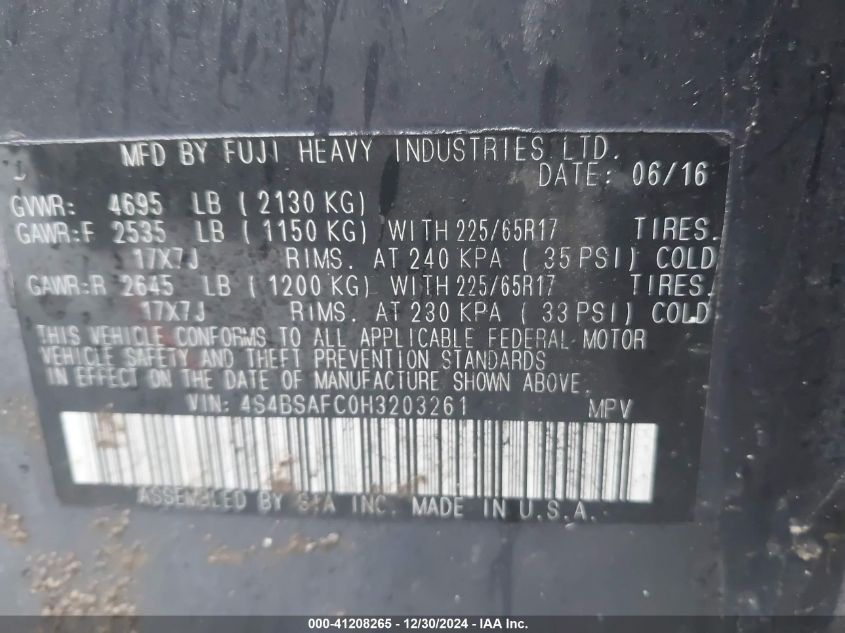 MFD BY FUJI HEAVY INDUSTRIES LTD.
DATE: 06/16
GVWR: 4695 LB ( 2130 KG)
GAWR:F 2535 LB ( 1150 KG) WITH 225/65R17 TIRES.
17X7J RIMS. AT 240 KPA ( 35 PSI) COLD
GAWR:R 2645 LB ( 1200 KG) WITH 225/65R17 TIRES.
17X7J RIMS. AT 230 KPA ( 33 PSI) COLD
THIS VEHICLE CONFORMS TO ALL APPLICABLE FEDERAL MOTOR
VEHICLE SAFETY AND THEFT PREVENTION STANDARDS
IN EFFECT ON THE DATE OF MANUFACTURE SHOWN ABOVE.
VIN: 4S4BSAFC0H3203261 MPV
ASSEMBLED BY SIA INC. MADE IN U.S.A.
000-41208265 - 12/30/2024 - IAA Inc.